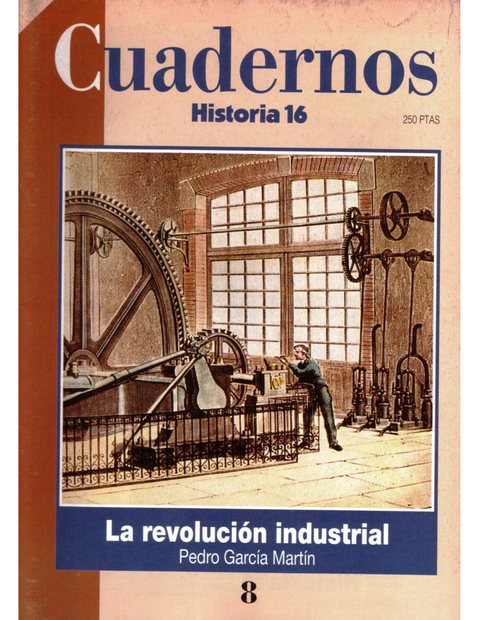 Cuadernos
Historia 16
250 PTAS
La revolución industrial
Pedro García Martín
8